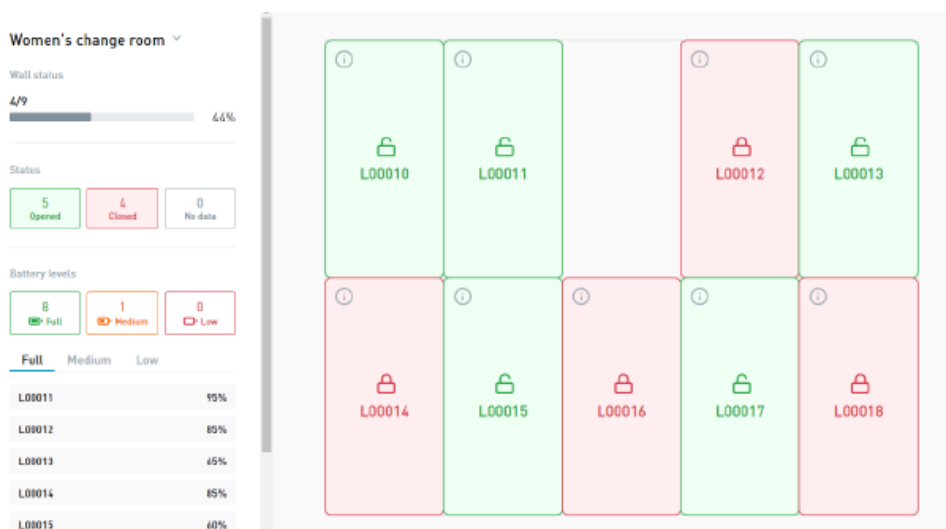 Women's change room
Wall status
4/9
44%
Status
5 4 0
Opened Closed No data
Battery levels
8 1 0
Full Medium Low
Full Medium Low
L00011 95%
L00012 85%
L00013 65%
L00014 85%
L00015 60%
L00010 L00011 L00012 L00013
L00014 L00015 L00016 L00017 L00018